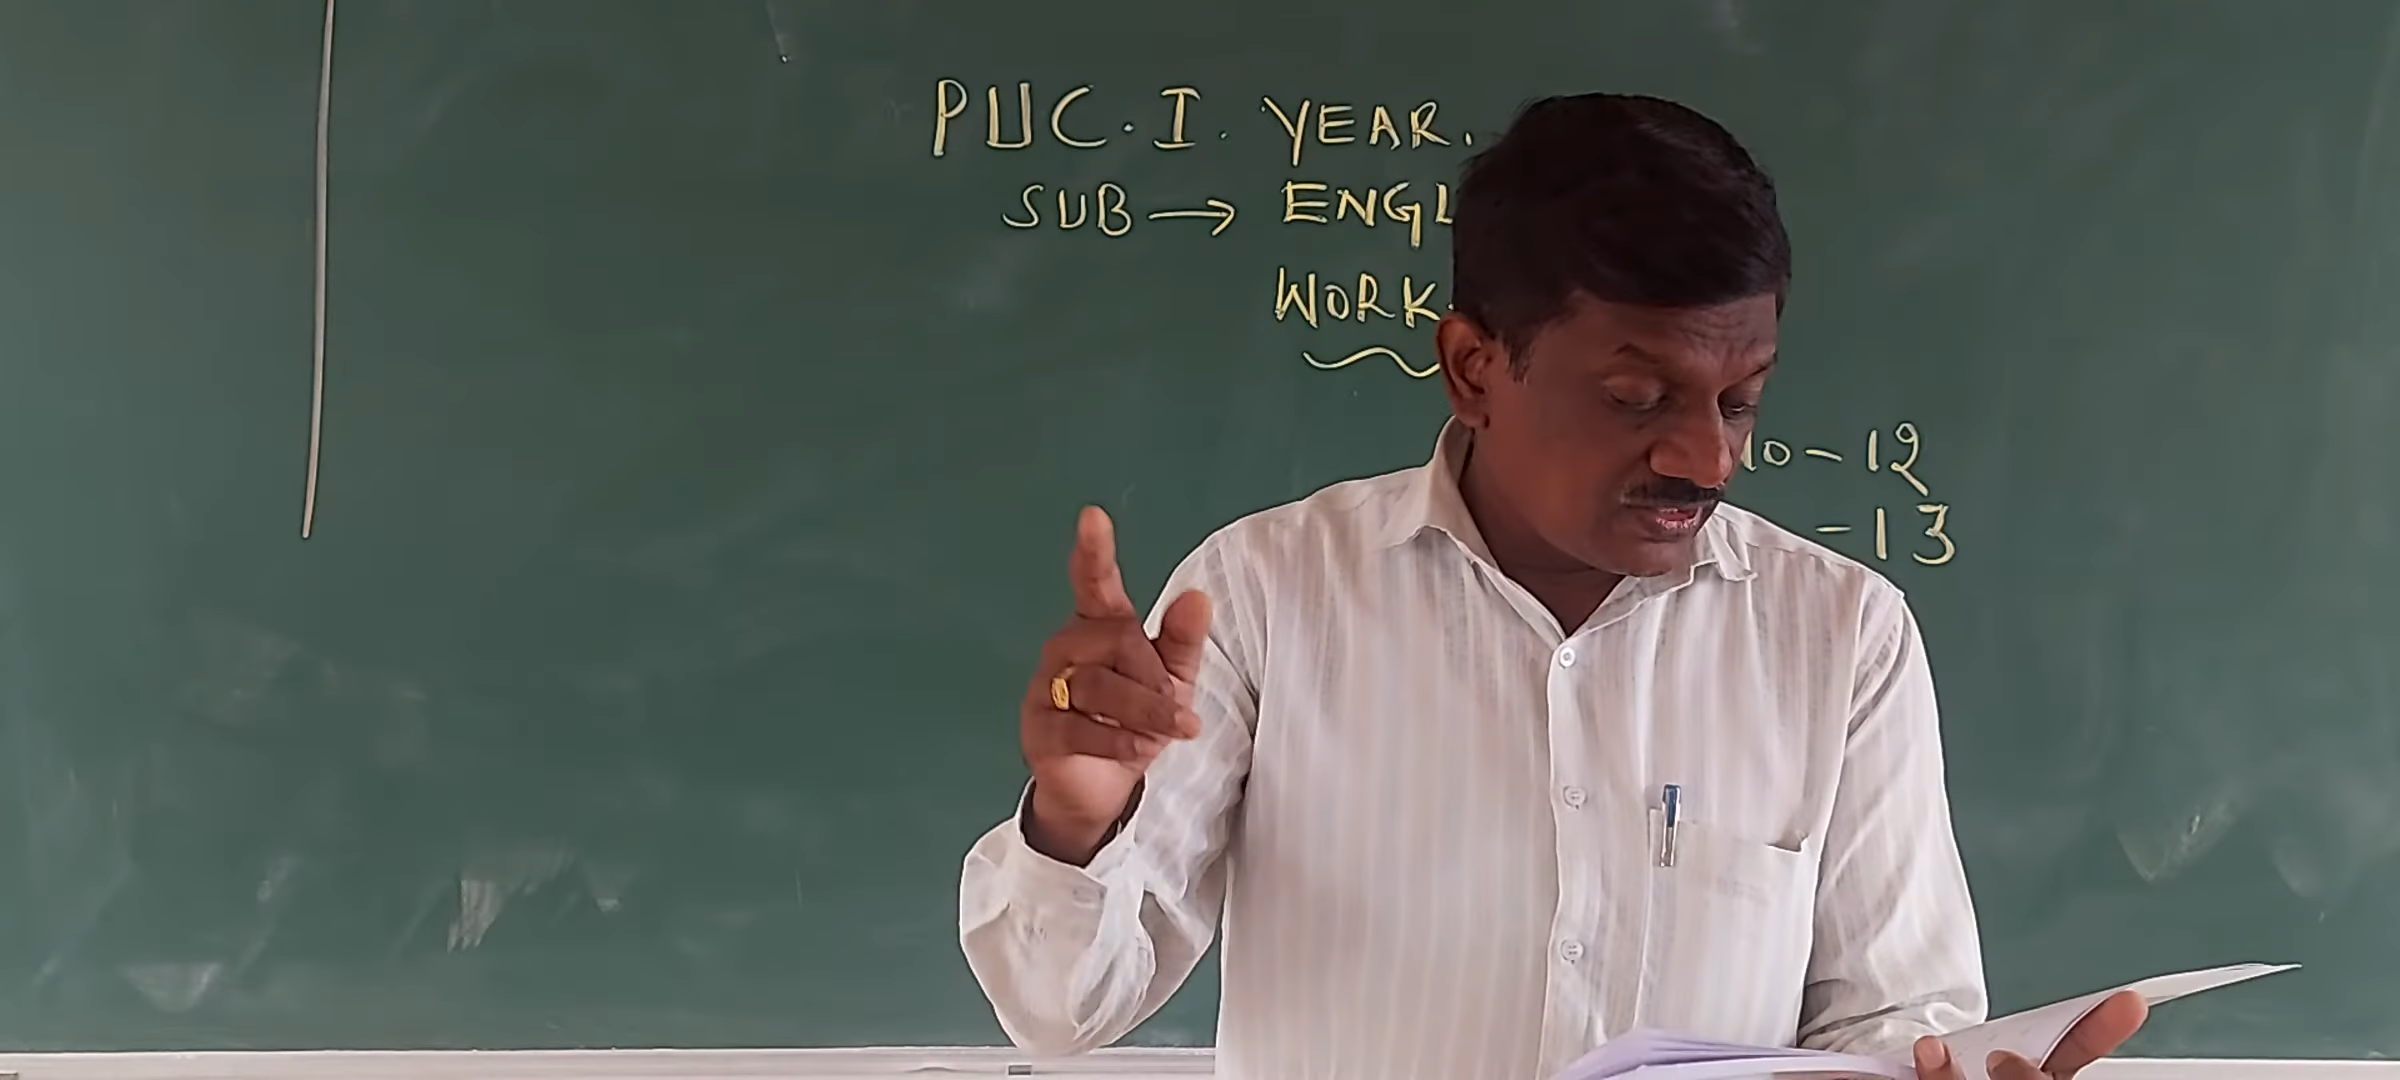 PUC. I. YEAR.
SUB → ENGL
WORK.
10-12
-13